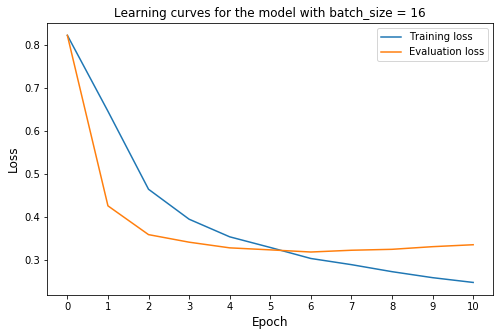 Learning curves for the model with batch_size = 16
Training loss
Evaluation loss
Loss
0.8
0.7
0.6
0.5
0.4
0.3
0 1 2 3 4 5 6 7 8 9 10
Epoch